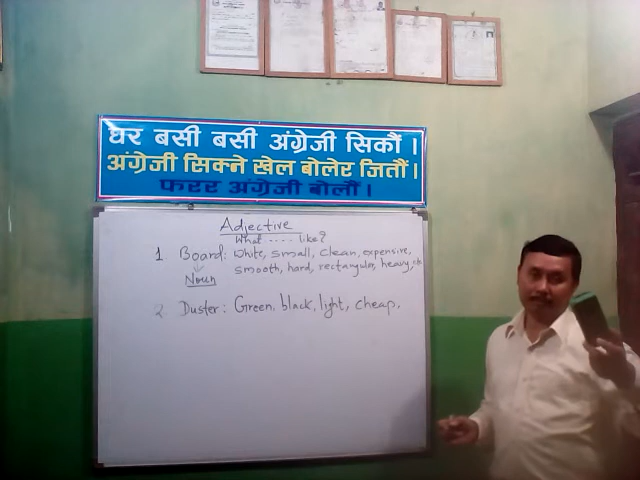 घर बसी बसी अंग्रेजी सिकौं ।
अंग्रेजी सिक्ने खेल बोलेर जितौं ।
फरर अंग्रेजी बोलौं ।
Adjective
What ---- like?
1 Board: White, small, clean, expensive,
Noun smooth, hard, rectangular, heavy, etc.
2. Duster: Green, black, light, cheap.